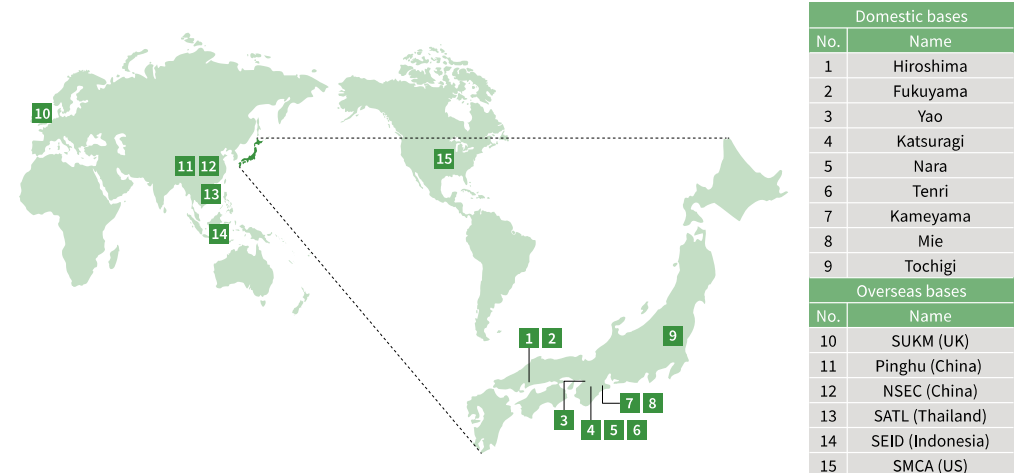 10
11 12
13
14
15
1 2
9
3
7 8
4 5 6
Domestic bases
No. Name
1 Hiroshima
2 Fukuyama
3 Yao
4 Katsuragi
5 Nara
6 Tenri
7 Kameyama
8 Mie
9 Tochigi
Overseas bases
No. Name
10 SUKM (UK)
11 Pinghu (China)
12 NSEC (China)
13 SATL (Thailand)
14 SEID (Indonesia)
15 SMCA (US)